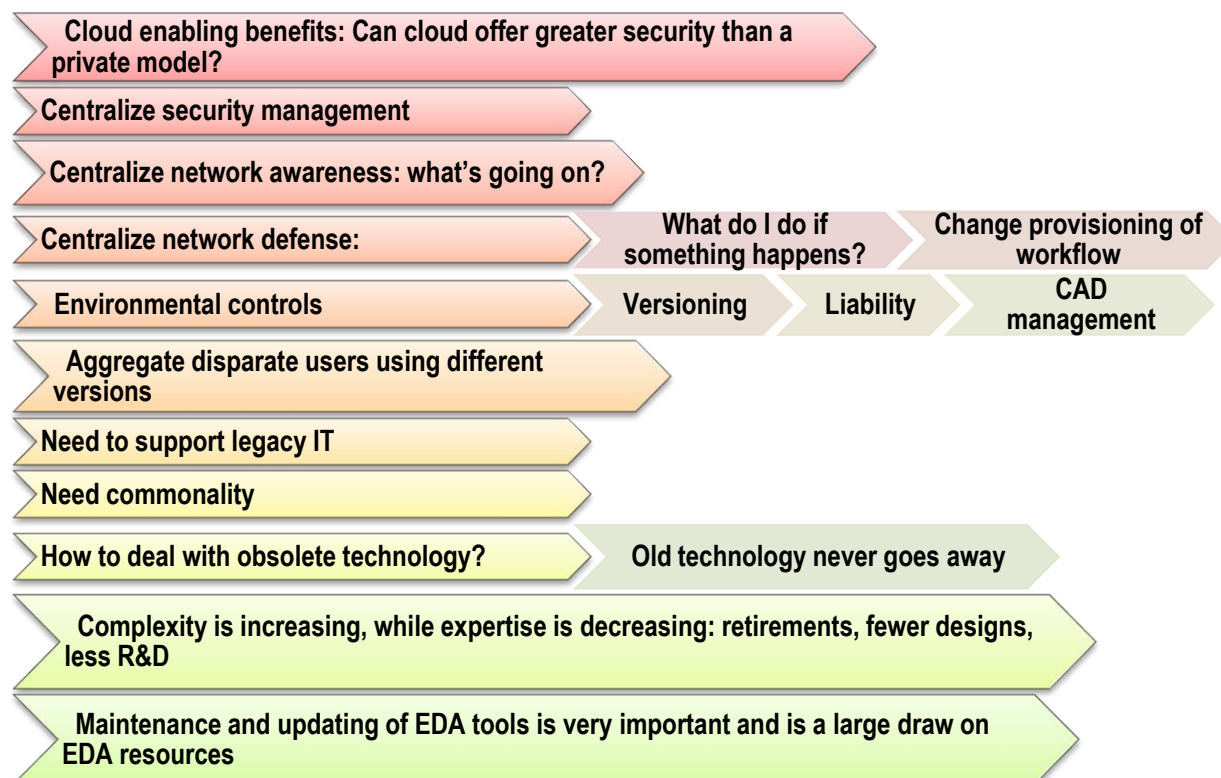 Cloud enabling benefits: Can cloud offer greater security than a
private model?
Centralize security management
Centralize network awareness: what's going on?
Centralize network defense:
What do I do if
something happens?
Change provisioning of
workflow
Environmental controls
Versioning
Liability
CAD
management
Aggregate disparate users using different
versions
Need to support legacy IT
Need commonality
How to deal with obsolete technology?
Old technology never goes away
Complexity is increasing, while expertise is decreasing: retirements, fewer designs,
less R&D
Maintenance and updating of EDA tools is very important and is a large draw on
EDA resources